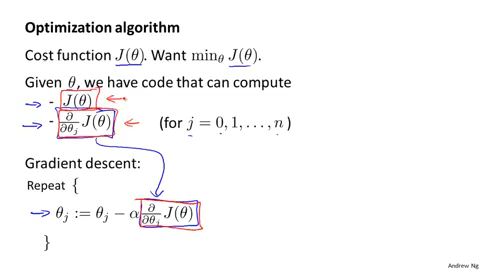 Optimization algorithm
Cost function J(θ). Want min_θ J(θ).
Given θ, we have code that can compute
- J(θ)
- ∂/∂θ_j J(θ) (for j = 0, 1, . . . , n )
Gradient descent:
Repeat {
θ_j := θ_j − α ∂/∂θ_j J(θ)
}
Andrew Ng